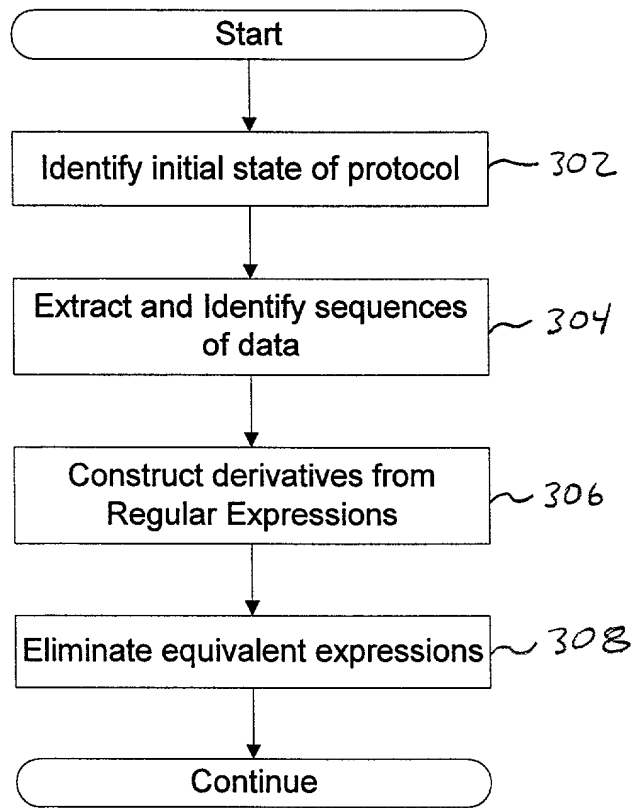 Start
Identify initial state of protocol 302
Extract and Identify sequences
of data
304
Construct derivatives from
Regular Expressions
306
Eliminate equivalent expressions 308
Continue